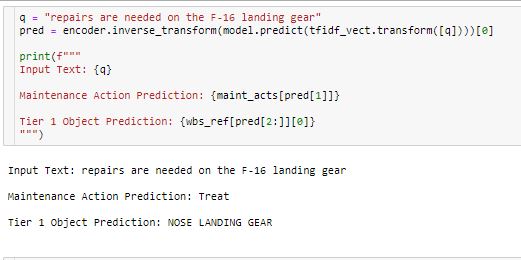 q = "repairs are needed on the F-16 landing gear"
pred = encoder.inverse_transform(model.predict(tfidf_vect.transform([q])))[0]
print(f"""
Input Text: {q}
Maintenance Action Prediction: {maint_acts[pred[1]]}
Tier 1 Object Prediction: {wbs_ref[pred[2:]][0]}
""")
Input Text: repairs are needed on the F-16 landing gear
Maintenance Action Prediction: Treat
Tier 1 Object Prediction: NOSE LANDING GEAR